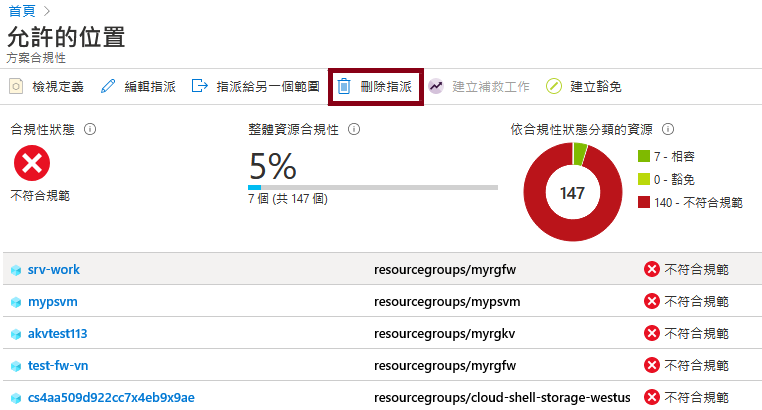 首頁 >
允許的位置
方案合規性
檢視定義 編輯指派 指派給另一個範圍 刪除指派 建立補救工作 建立豁免
合規性狀態 整體資源合規性 依合規性狀態分類的資源
不符合規範
5%
7 個 (共 147 個)
147
7 - 相容
0 - 豁免
140 - 不符合規範
srv-work resourcegroups/myrgfw 不符合規範
mypsvm resourcegroups/mypsvm 不符合規範
akvtest113 resourcegroups/myrgkv 不符合規範
test-fw-vn resourcegroups/myrgfw 不符合規範
cs4aa509d922cc7x4eb9x9ae resourcegroups/cloud-shell-storage-westus 不符合規範